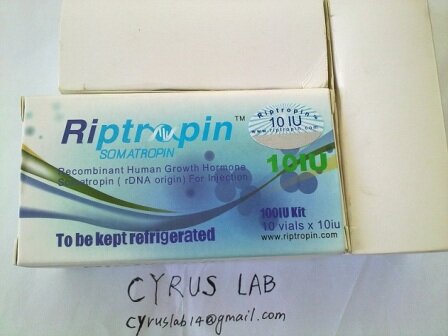 Riptropin™
SOMATROPIN
Recombinant Human Growth Hormone
Somatropin ( rDNA origin) For Injection
Riptropin™
10 IU
www.riptropin.com
10IU
100IU Kit
10 vials x 10iu
www.riptropin.com
To be kept refrigerated
CYRUS LAB
cyruslab14@gmail.com